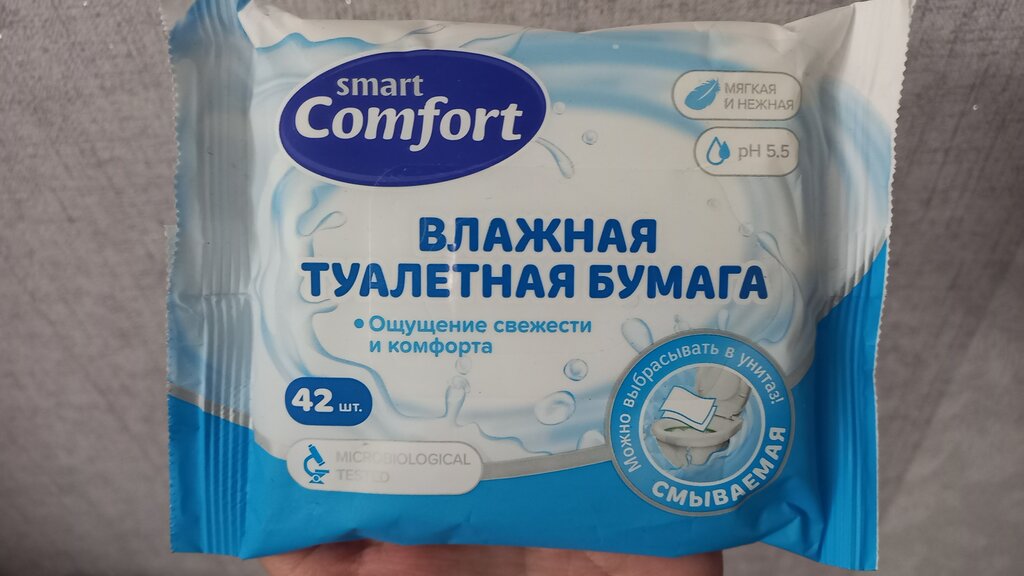 smart
Comfort
МЯГКАЯ
И НЕЖНАЯ
pH 5.5
ВЛАЖНАЯ
ТУАЛЕТНАЯ БУМАГА
• Ощущение свежести
и комфорта
42 шт.
MICROBIOLOGICAL
TESTED
Можно выбрасывать в унитаз!
СМЫВАЕМАЯ